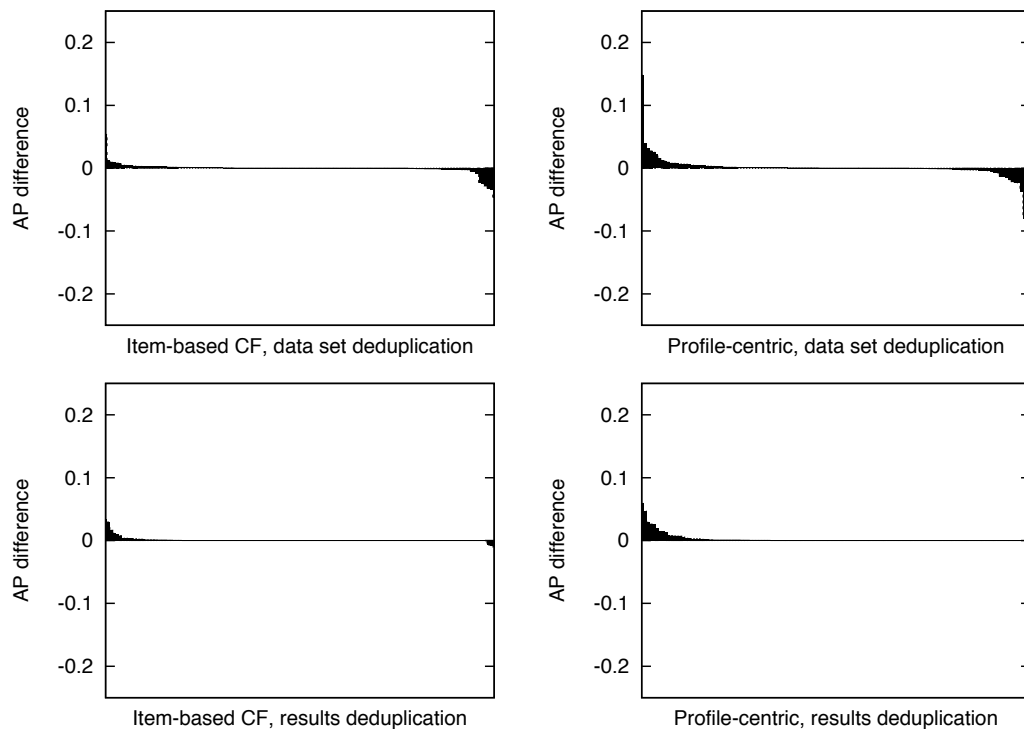 0.2
0.1
0
-0.1
-0.2
AP difference
Item-based CF, data set deduplication
0.2
0.1
0
-0.1
-0.2
AP difference
Profile-centric, data set deduplication
0.2
0.1
0
-0.1
-0.2
AP difference
Item-based CF, results deduplication
0.2
0.1
0
-0.1
-0.2
AP difference
Profile-centric, results deduplication